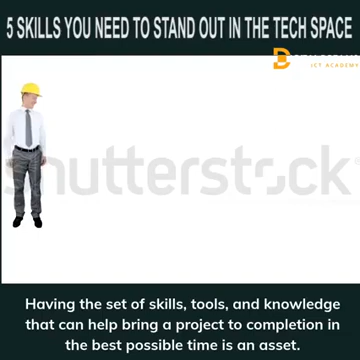 5 SKILLS YOU NEED TO STAND OUT IN THE TECH SPACE
ICT ACADEMY
shutterstock
Having the set of skills, tools, and knowledge
that can help bring a project to completion in
the best possible time is an asset.